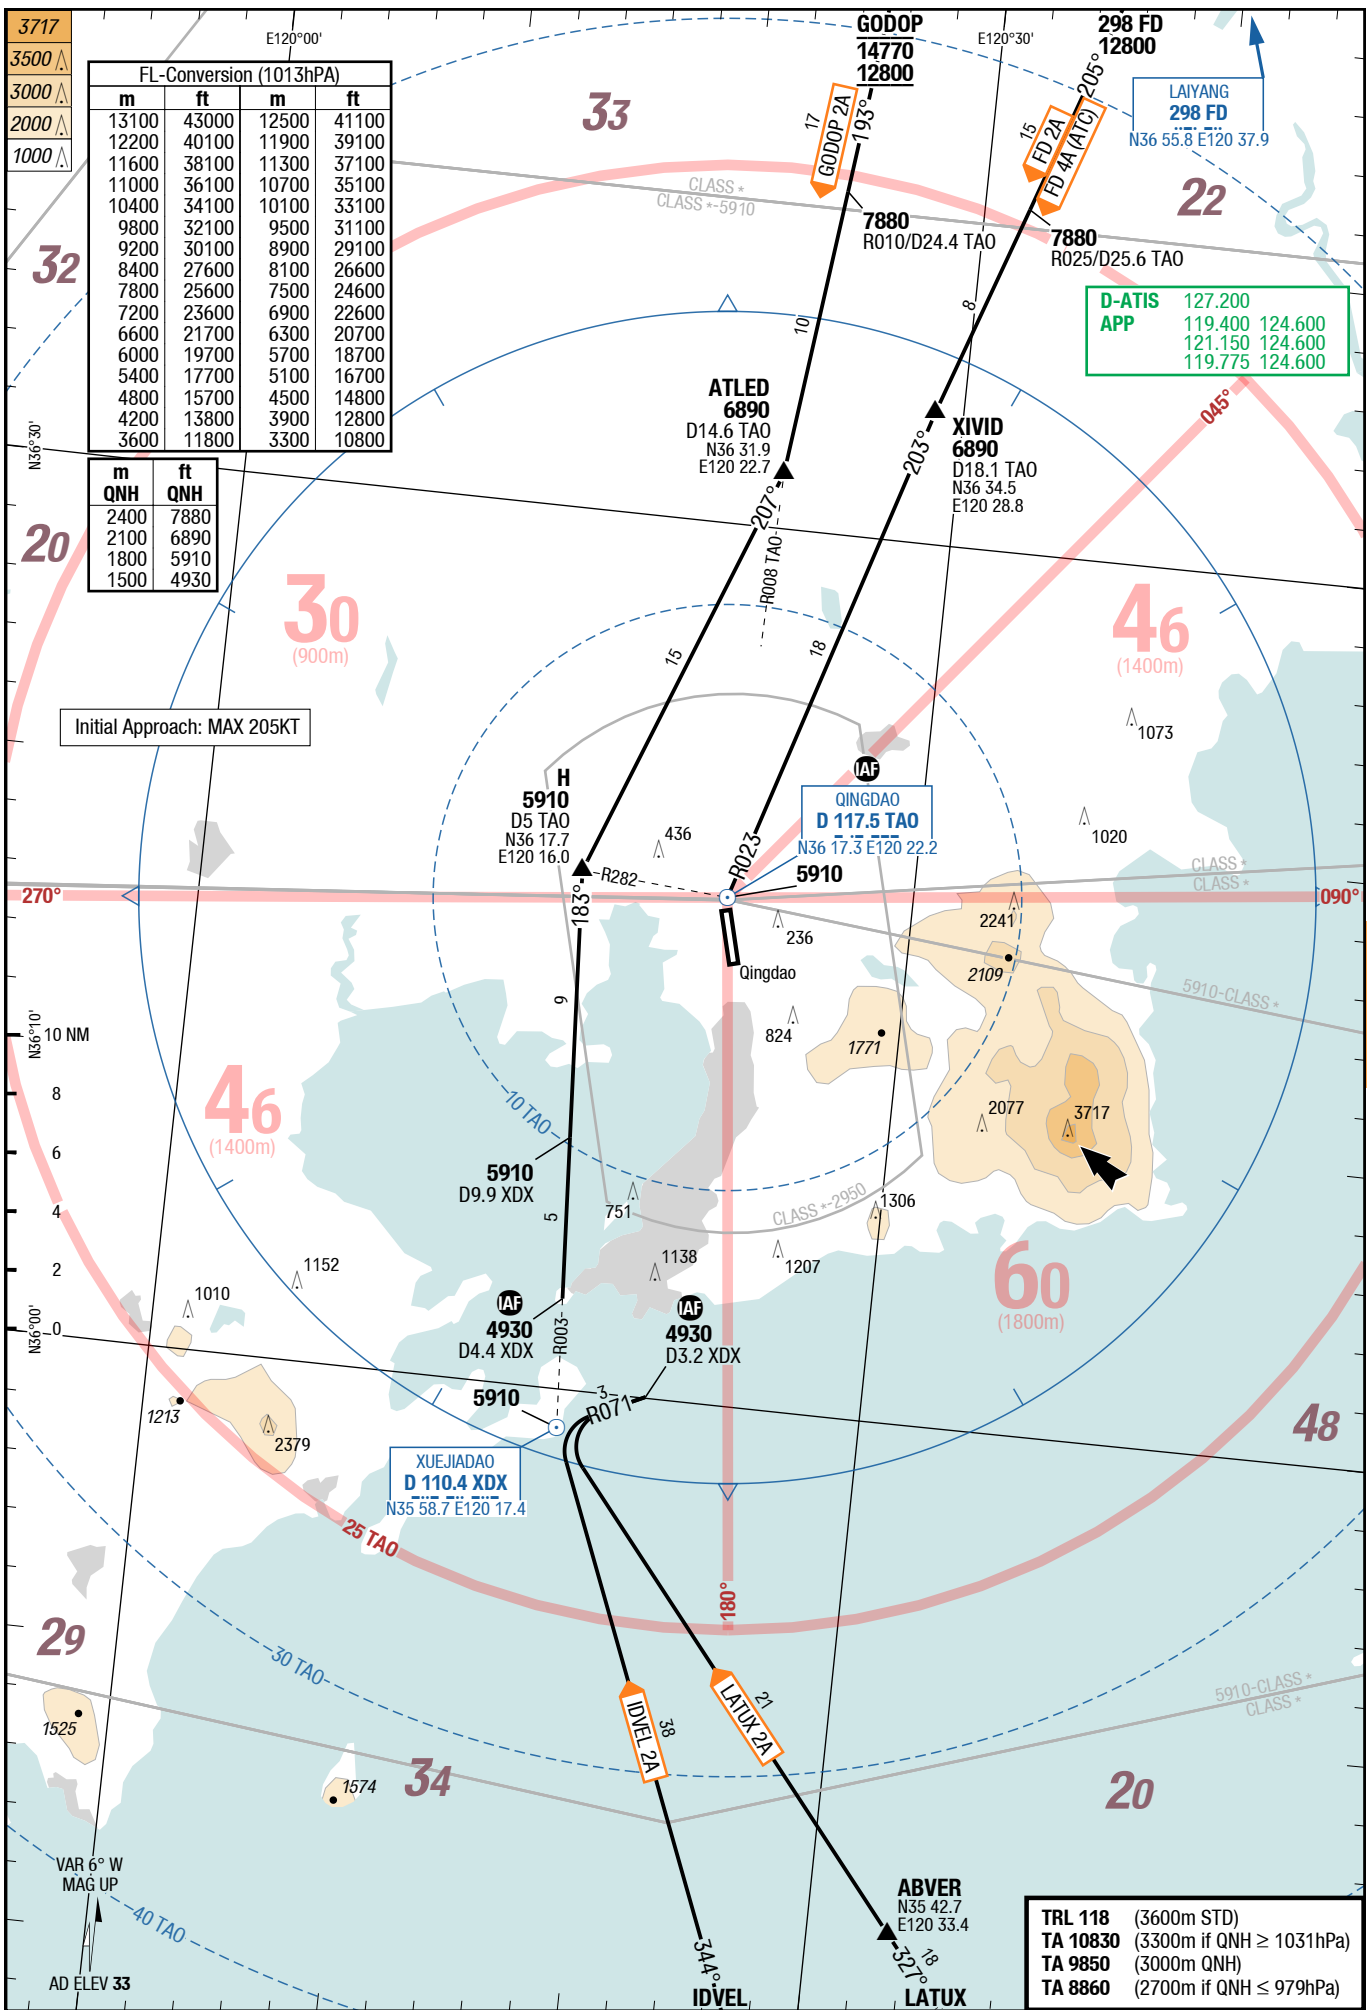 3717
3500
3000
2000
1000
E120°00'
E120°30'
FL-Conversion (1013hPA)
m ft m ft
13100 43000 12500 41100
12200 40100 11900 39100
11600 38100 11300 37100
11000 36100 10700 35100
10400 34100 10100 33100
9800 32100 9500 31100
9200 30100 8900 29100
8400 27600 8100 26600
7800 25600 7500 24600
7200 23600 6900 22600
6600 21700 6300 20700
6000 19700 5700 18700
5400 17700 5100 16700
4800 15700 4500 14800
4200 13800 3900 12800
3600 11800 3300 10800
m ft
QNH QNH
2400 7880
2100 6890
1800 5910
1500 4930
GODOP
14770
12800
298 FD
12800
205°
193°
17
GODOP 2A
15
FD 2A
FD 4A (ATC)
LAIYANG
298 FD
N36 55.8 E120 37.9
33
22
32
20
CLASS *
CLASS *-5910
7880
R010/D24.4 TAO
7880
R025/D25.6 TAO
D-ATIS 127.200
APP 119.400 124.600
121.150 124.600
119.775 124.600
10
8
045°
ATLED
6890
D14.6 TAO
N36 31.9
E120 22.7
XIVID
6890
D18.1 TAO
N36 34.5
E120 28.8
203°
207°
R008 TAO
N36°30'
30
(900m)
46
(1400m)
15
18
Initial Approach: MAX 205KT
1073
1020
H
5910
D5 TAO
N36 17.7
E120 16.0
436
IAF
QINGDAO
D 117.5 TAO
N36 17.3 E120 22.2
5910
R023
R282
CLASS *
CLASS *
270°
090°
183°
236
Qingdao
2241
2109
5910-CLASS *
9
824
1771
N36°10'
10 NM
8
6
4
2
0
46
(1400m)
10 TAO
2077
3717
5910
D9.9 XDX
5
751
CLASS *-2950
1306
1138
1207
60
(1800m)
1152
1010
IAF
4930
D4.4 XDX
R003
IAF
4930
D3.2 XDX
N36°00'
1213
2379
5910
3
R071
XUEJIADAO
D 110.4 XDX
N35 58.7 E120 17.4
48
25 TAO
180°
29
30 TAO
1525
1574
34
IDVEL 2A
38
LATUX 2A
21
5910-CLASS *
CLASS *
20
VAR 6° W
MAG UP
AD ELEV 33
40 TAO
ABVER
N35 42.7
E120 33.4
344°
IDVEL
18
327°
LATUX
TRL 118 (3600m STD)
TA 10830 (3300m if QNH ≥ 1031hPa)
TA 9850 (3000m QNH)
TA 8860 (2700m if QNH ≤ 979hPa)